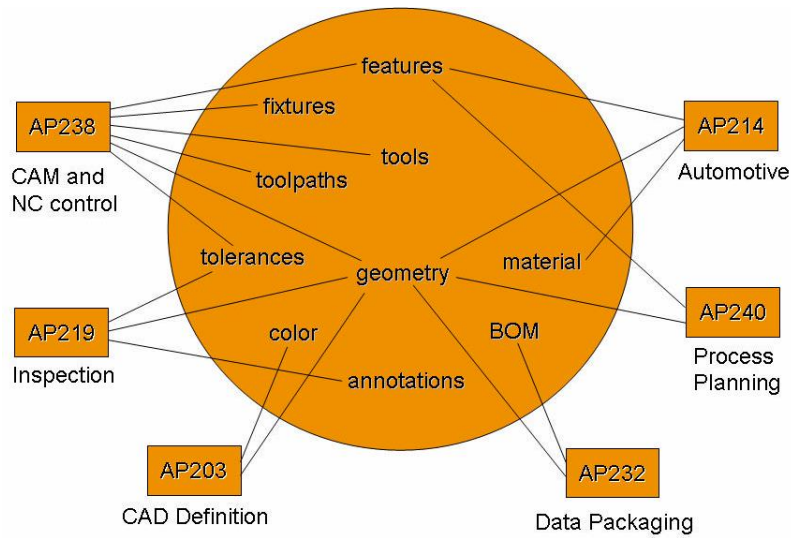 features
fixtures
AP238
AP214
tools
CAM and
NC control
toolpaths
Automotive
tolerances
geometry
material
AP219
color
BOM
AP240
Inspection
annotations
Process
Planning
AP203
AP232
CAD Definition
Data Packaging